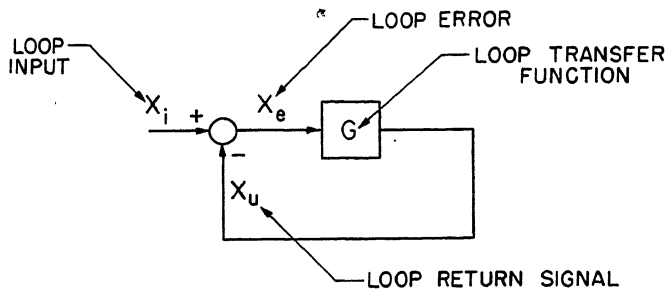 LOOP ERROR
LOOP
INPUT
LOOP TRANSFER
FUNCTION
Xi
+
Xe
G
-
Xu
LOOP RETURN SIGNAL